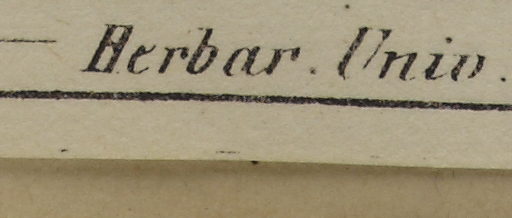 — Herbar. Univ.